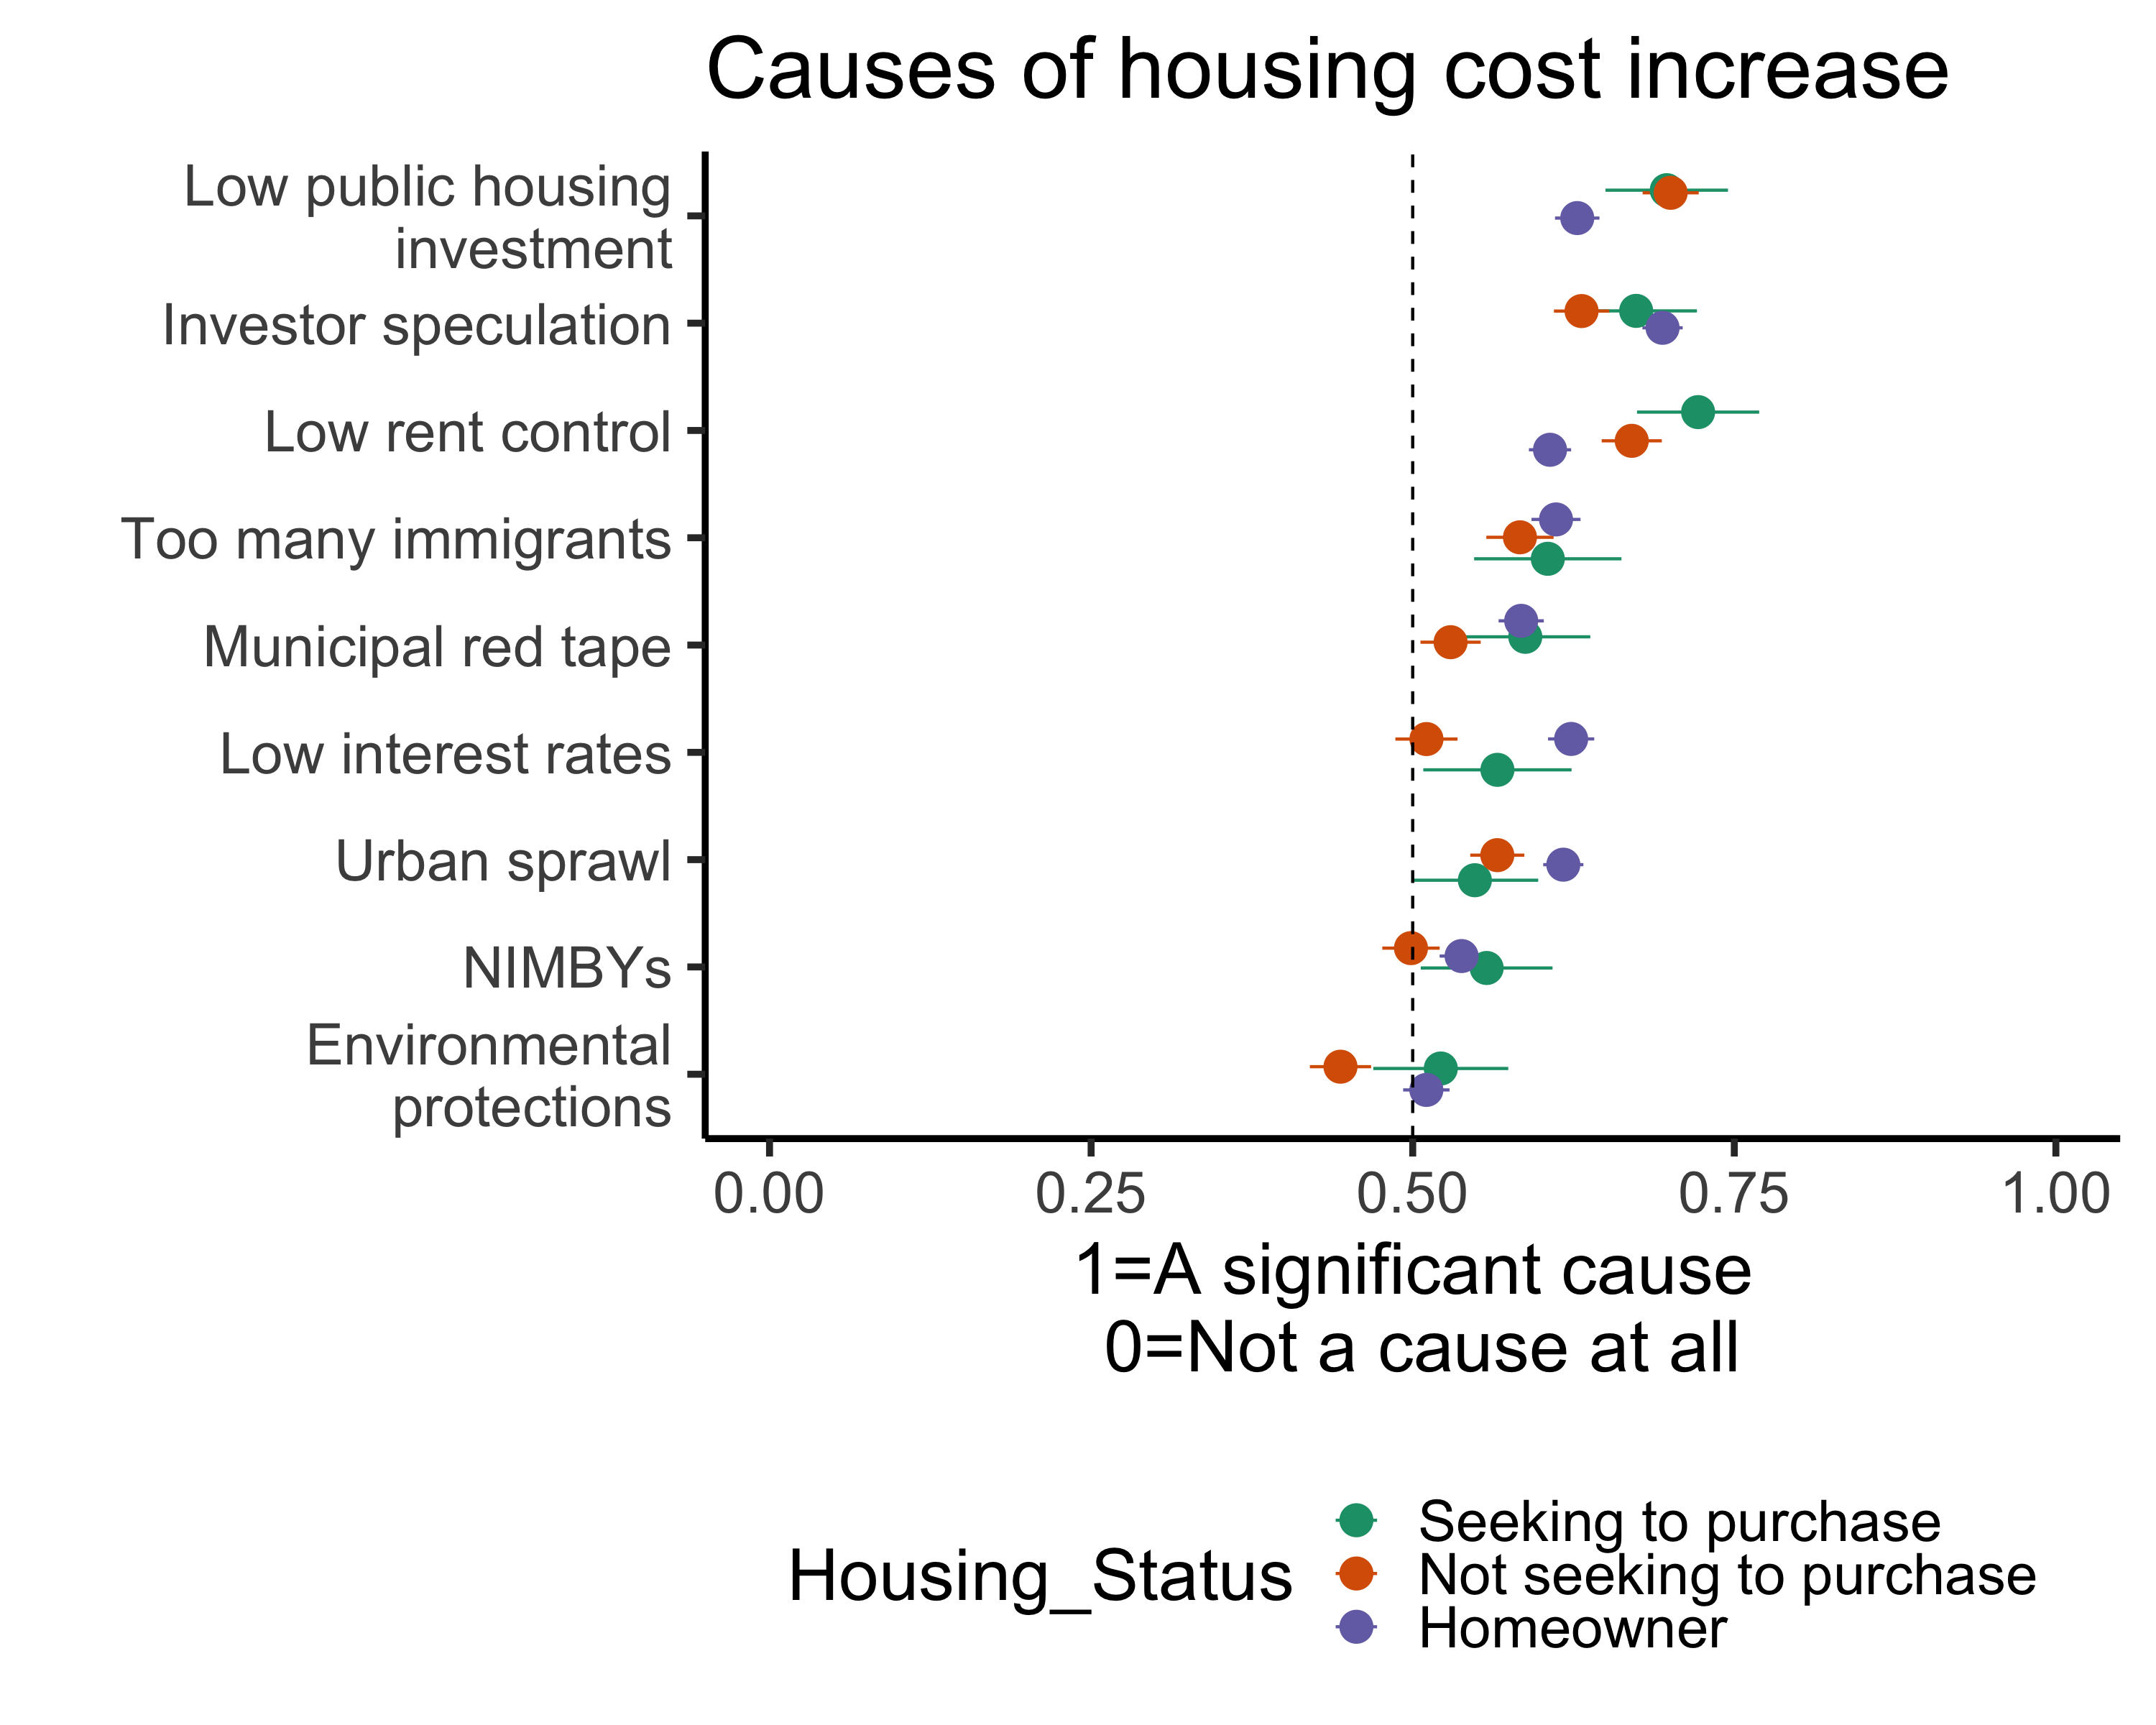 Causes of housing cost increase
Low public housing
investment
Investor speculation
Low rent control
Too many immigrants
Municipal red tape
Low interest rates
Urban sprawl
NIMBYs
Environmental
protections
0.00 0.25 0.50 0.75 1.00
1=A significant cause
0=Not a cause at all
Housing_Status
Seeking to purchase
Not seeking to purchase
Homeowner